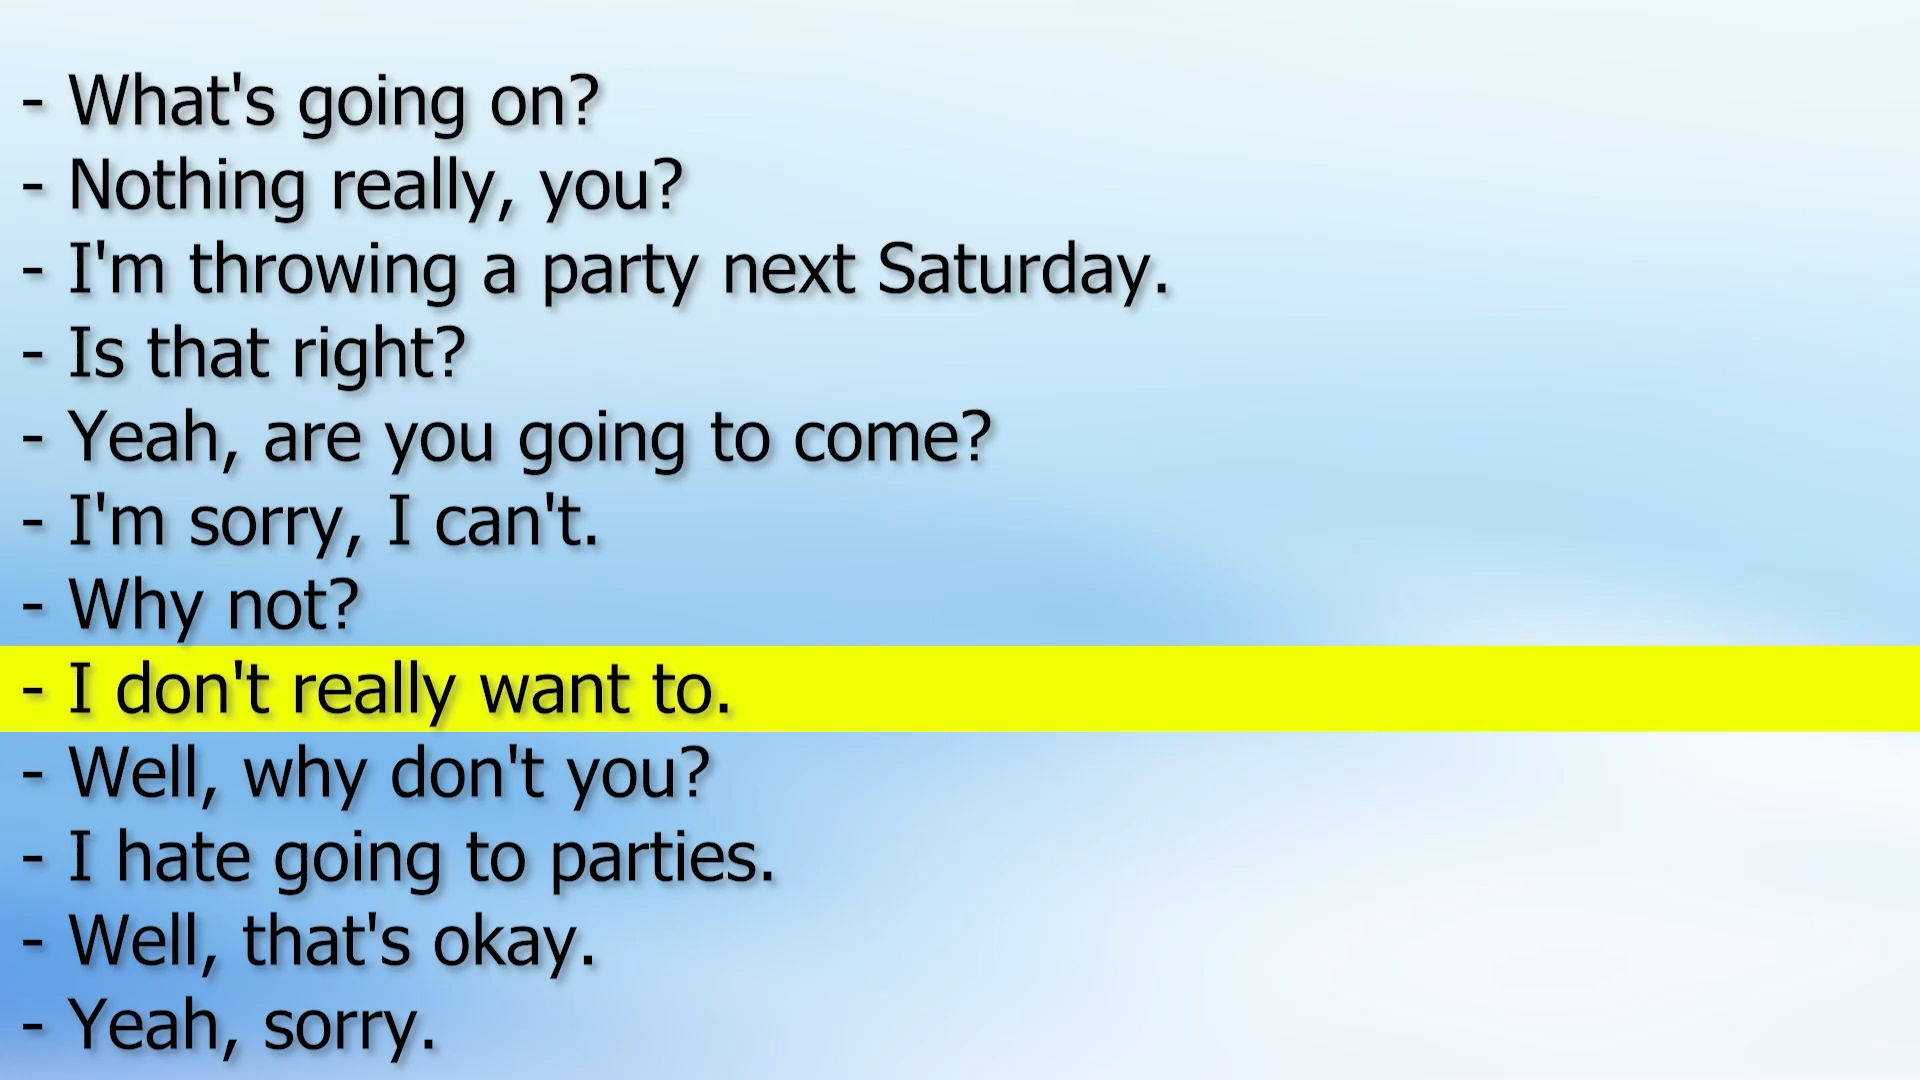 - What's going on?
- Nothing really, you?
- I'm throwing a party next Saturday.
- Is that right?
- Yeah, are you going to come?
- I'm sorry, I can't.
- Why not?
- I don't really want to.
- Well, why don't you?
- I hate going to parties.
- Well, that's okay.
- Yeah, sorry.